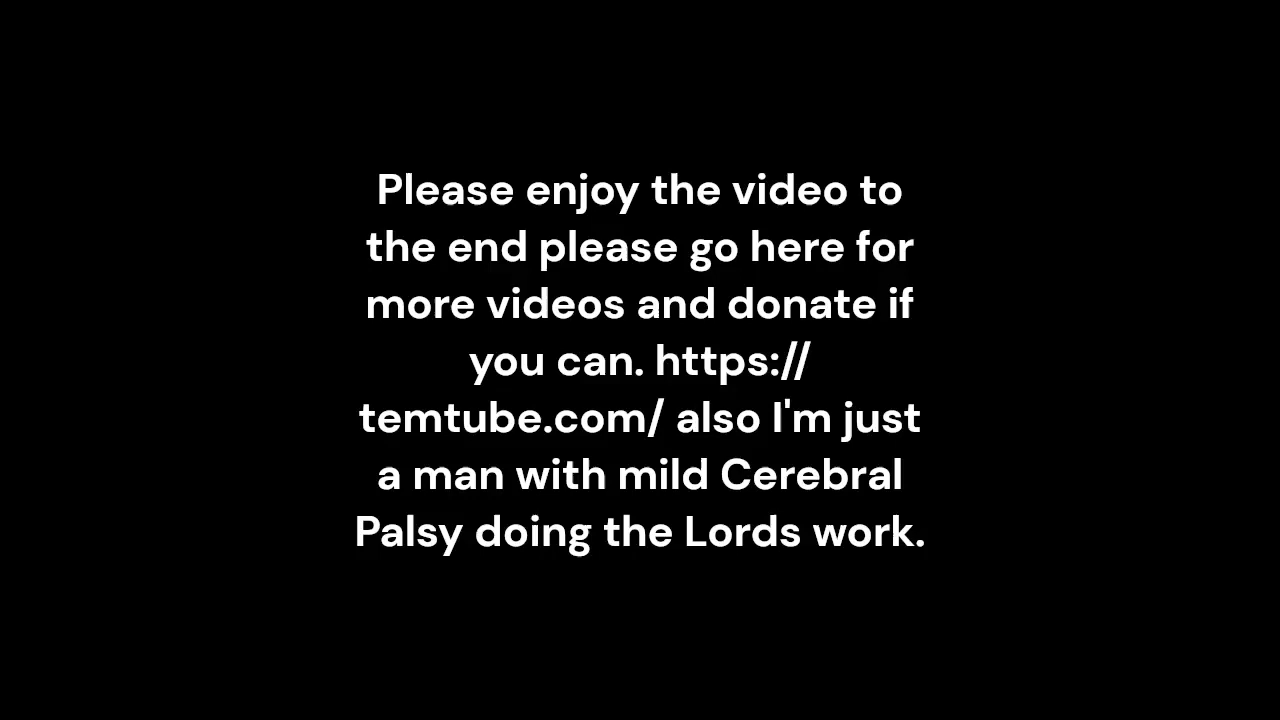 Please enjoy the video to
the end please go here for
more videos and donate if
you can. https://
temtube.com/ also I'm just
a man with mild Cerebral
Palsy doing the Lords work.